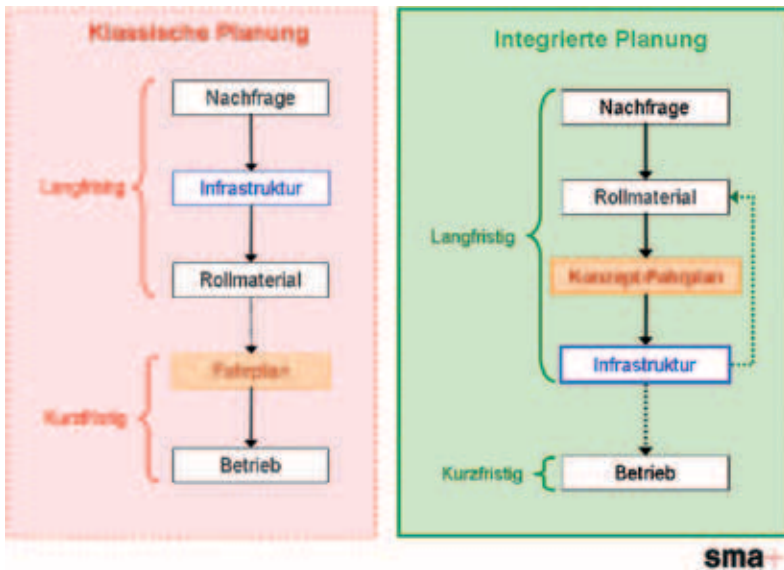 Klassische Planung
Nachfrage
Langfristig
Infrastruktur
Rollmaterial
Fahrplan
Kurzfristig
Betrieb
Integrierte Planung
Nachfrage
Rollmaterial
Langfristig
Konzept-Fahrplan
Infrastruktur
Kurzfristig
Betrieb
sma+